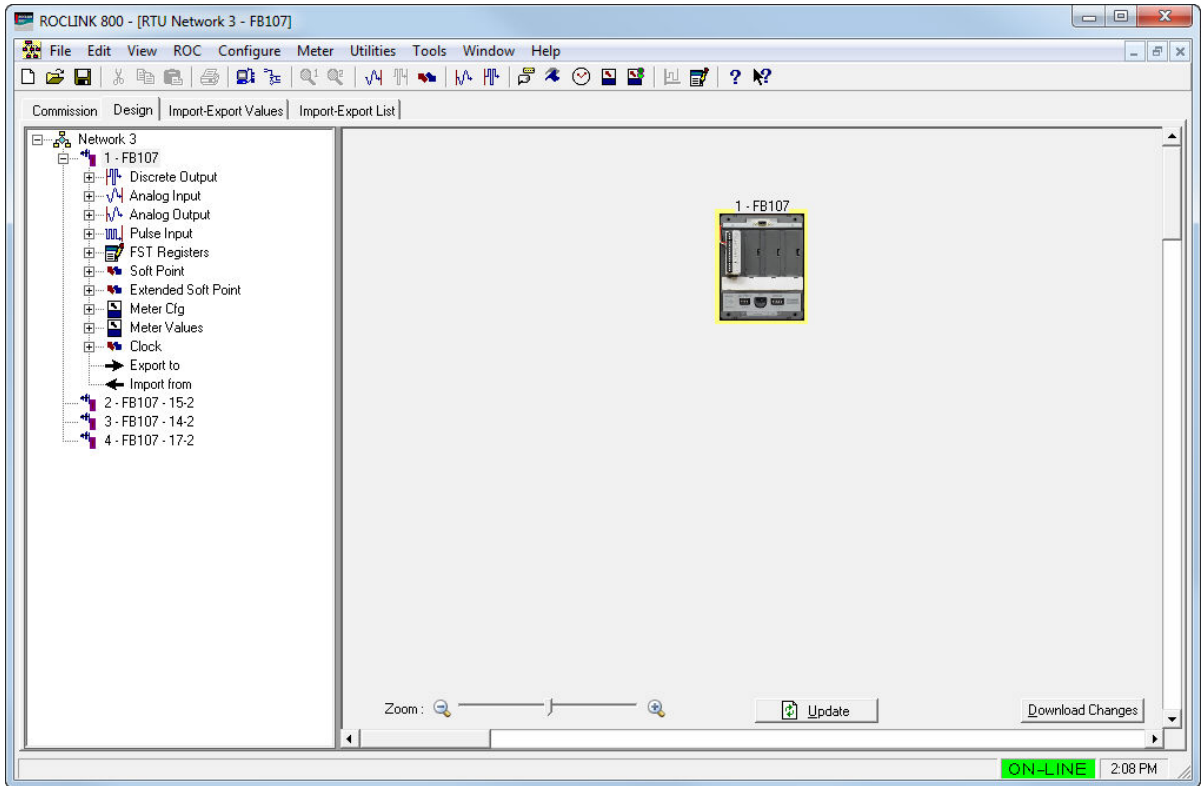 ROCLINK 800 - [RTU Network 3 - FB107]
File Edit View ROC Configure Meter Utilities Tools Window Help
Commission Design Import-Export Values Import-Export List
Network 3
1 - FB107
Discrete Output
Analog Input
Analog Output
Pulse Input
FST Registers
Soft Point
Extended Soft Point
Meter Cfg
Meter Values
Clock
Export to
Import from
2 - FB107 - 15-2
3 - FB107 - 14-2
4 - FB107 - 17-2
1 - FB107
Zoom :
Update
Download Changes
ON-LINE 2:08 PM